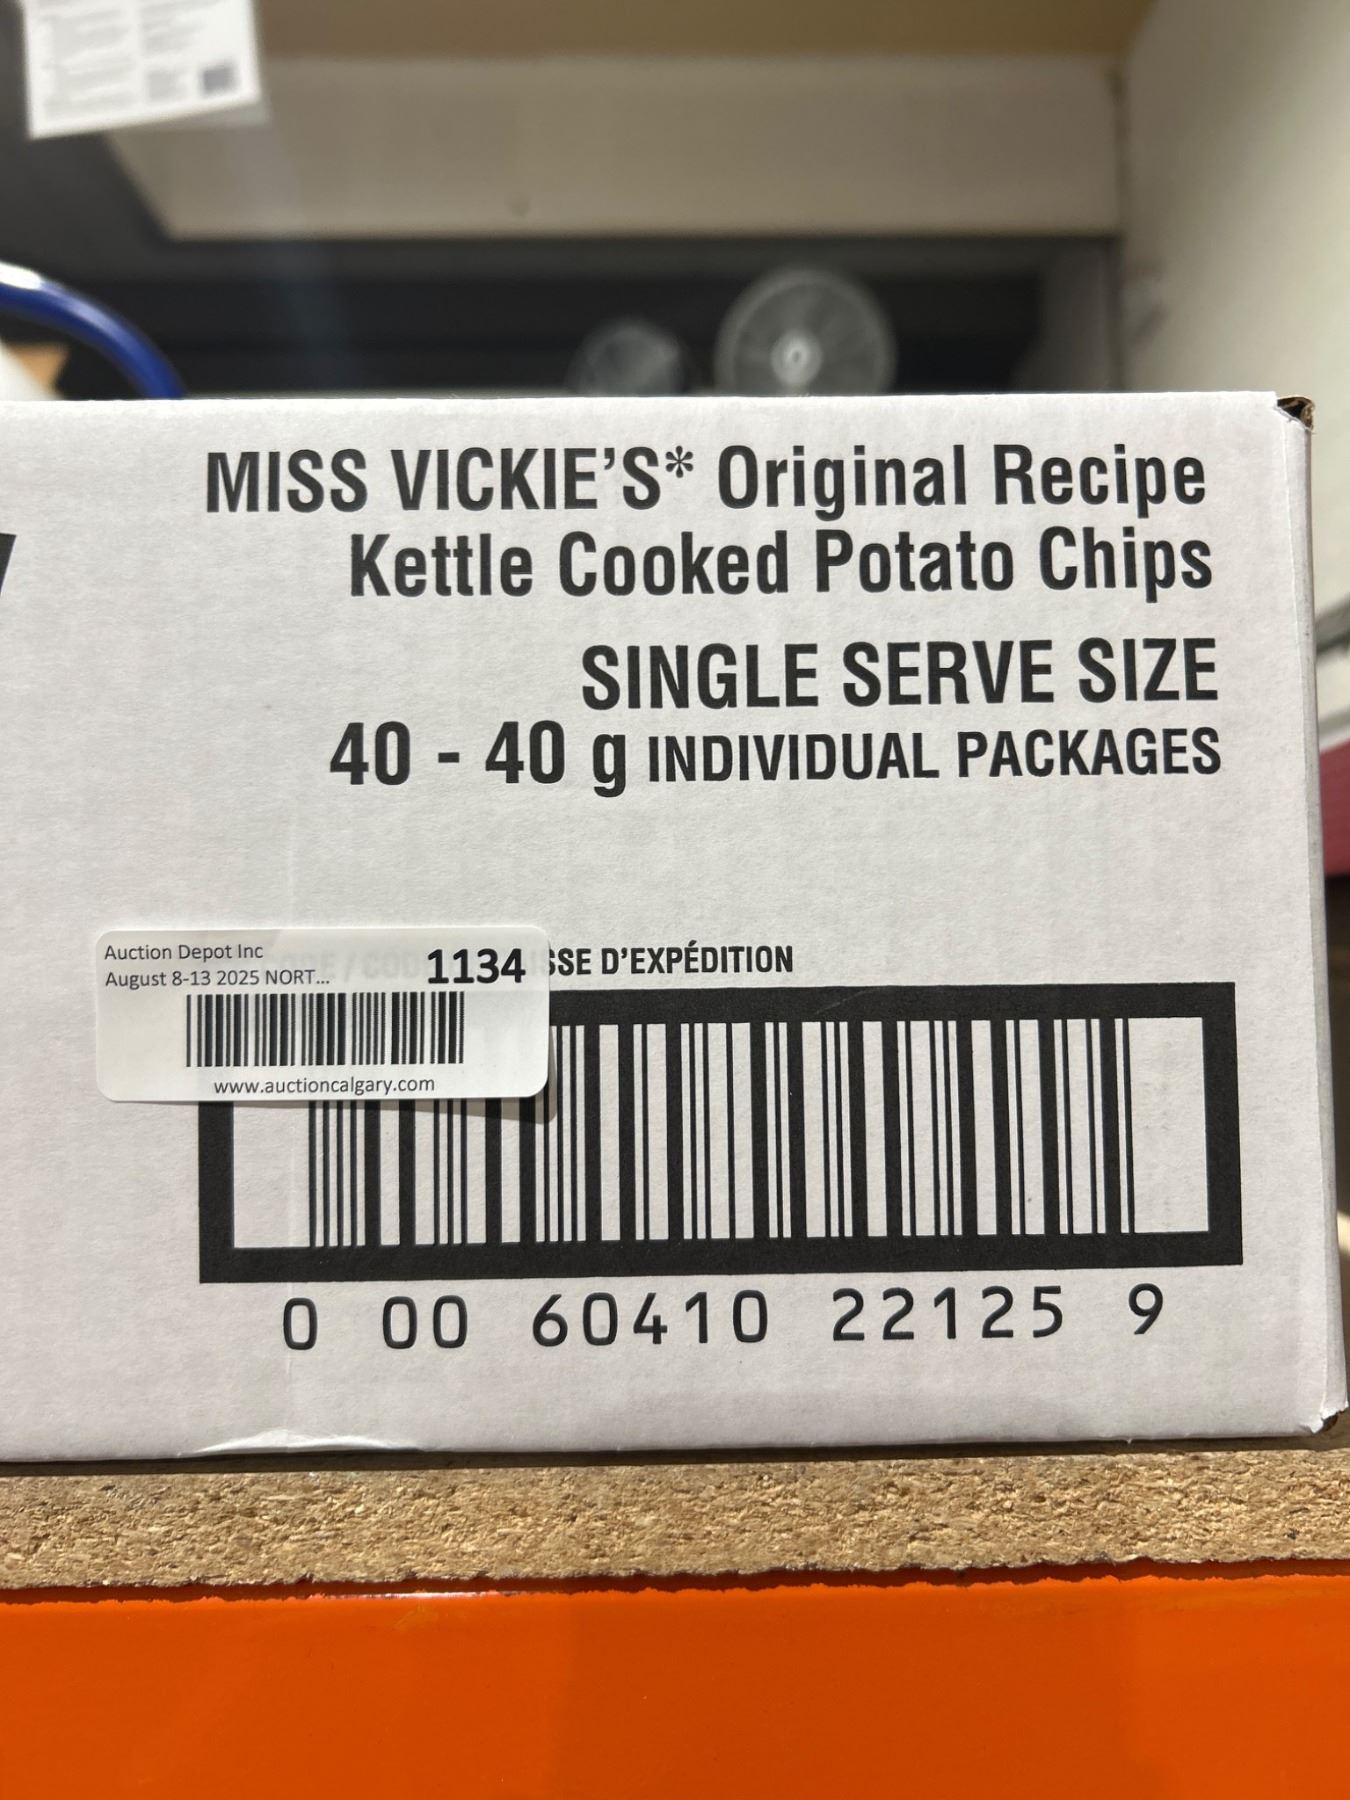 MISS VICKIE'S* Original Recipe
Kettle Cooked Potato Chips
SINGLE SERVE SIZE
40 - 40 g INDIVIDUAL PACKAGES
Auction Depot Inc
August 8-13 2025 NORT...
1134
www.auctioncalgary.com
D'EXPÉDITION
0 00 60410 22125 9